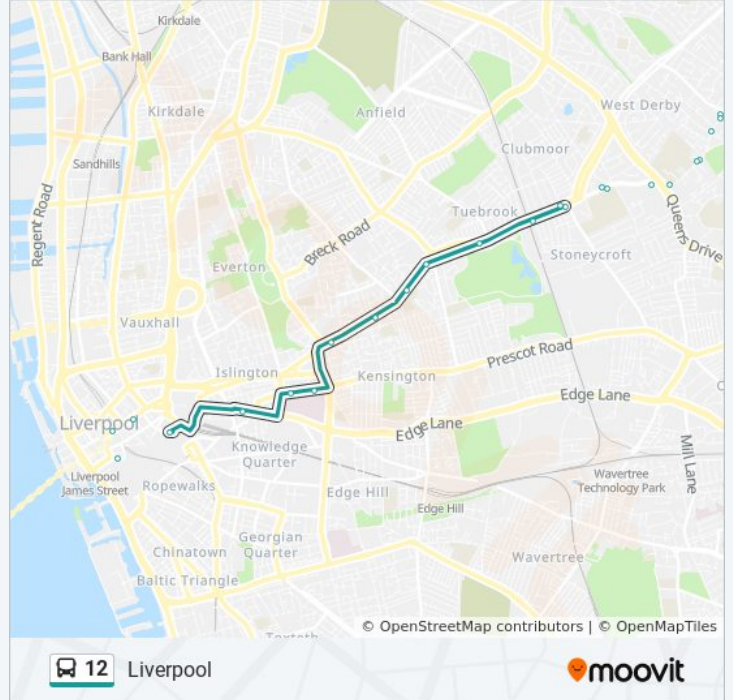 Kirkdale
Bank Hall
Kirkdale
Anfield
West Derby
Clubmoor
Sandhills
Regent Road
Tuebrook
Queens Drive
Breck Road
Stoneycroft
Everton
Vauxhall
Prescot Road
Islington
Kensington
Edge Lane
Liverpool
Edge Lane
Mill Lane
Knowledge
Quarter
Liverpool
James Street
Ropewalks
Wavertree
Technology Park
Edge Hill
Edge Hill
Georgian
Quarter
Chinatown
Wavertree
Baltic Triangle
Toxteth
© OpenStreetMap contributors | © OpenMapTiles
12 Liverpool
moovit